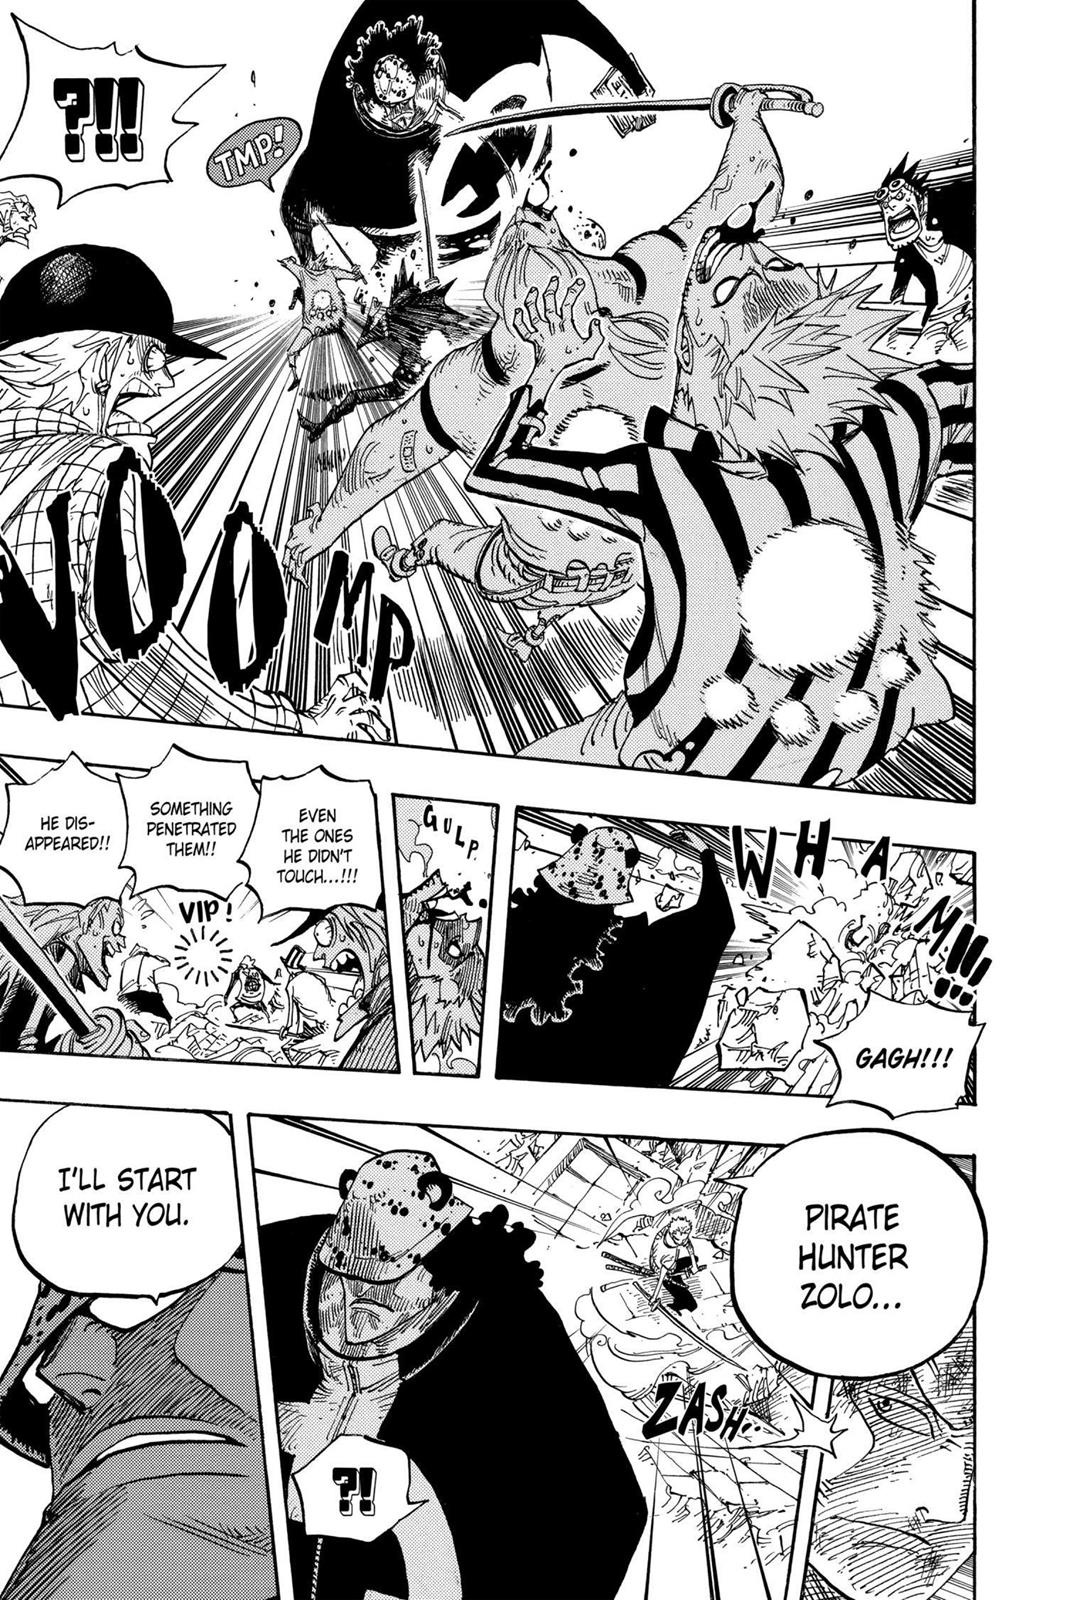 ?!!
TMP!
VOOOMP
EVEN
THE ONES
HE DIDN'T
TOUCH...!!!
SOMETHING
PENETRATED
THEM!!
VIP!
HE DIS-
APPEARED!!
WHAM!!!
GAGH!!!
GULP
PIRATE
HUNTER
ZOLO...
ZASH..
?!
I'LL START
WITH YOU.